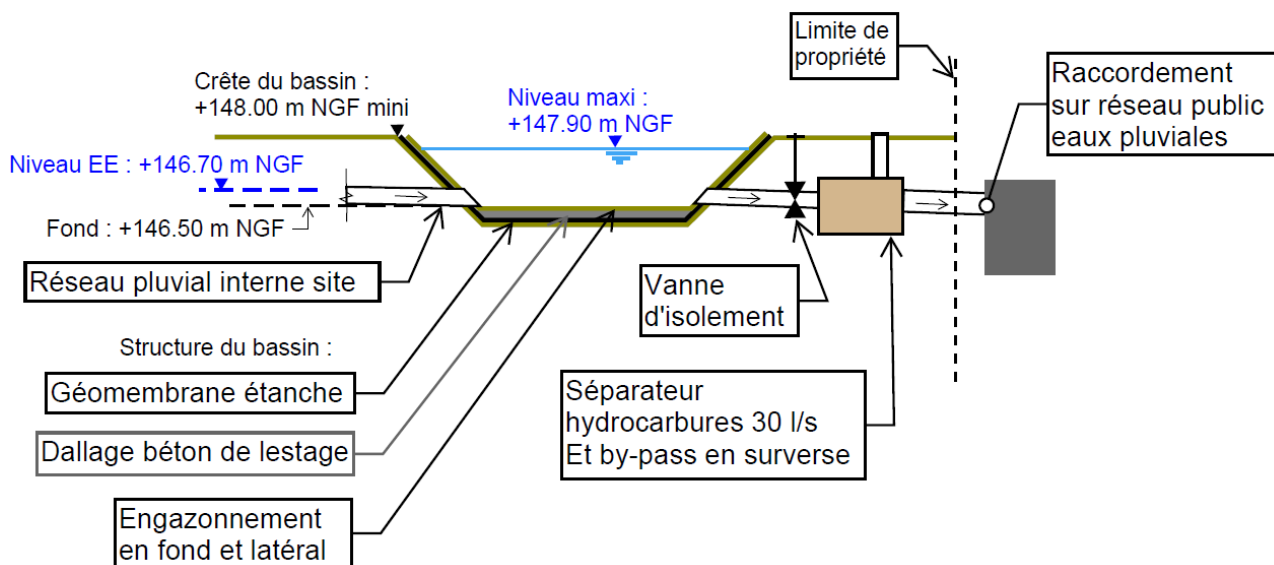 Limite de
propriété
Crête du bassin :
+148.00 m NGF mini
Niveau maxi :
+147.90 m NGF
Raccordement
sur réseau public
eaux pluviales
Niveau EE : +146.70 m NGF
Fond : +146.50 m NGF
Réseau pluvial interne site
Vanne
d'isolement
Structure du bassin :
Géomembrane étanche
Séparateur
hydrocarbures 30 l/s
Et by-pass en surverse
Dallage béton de lestage
Engazonnement
en fond et latéral